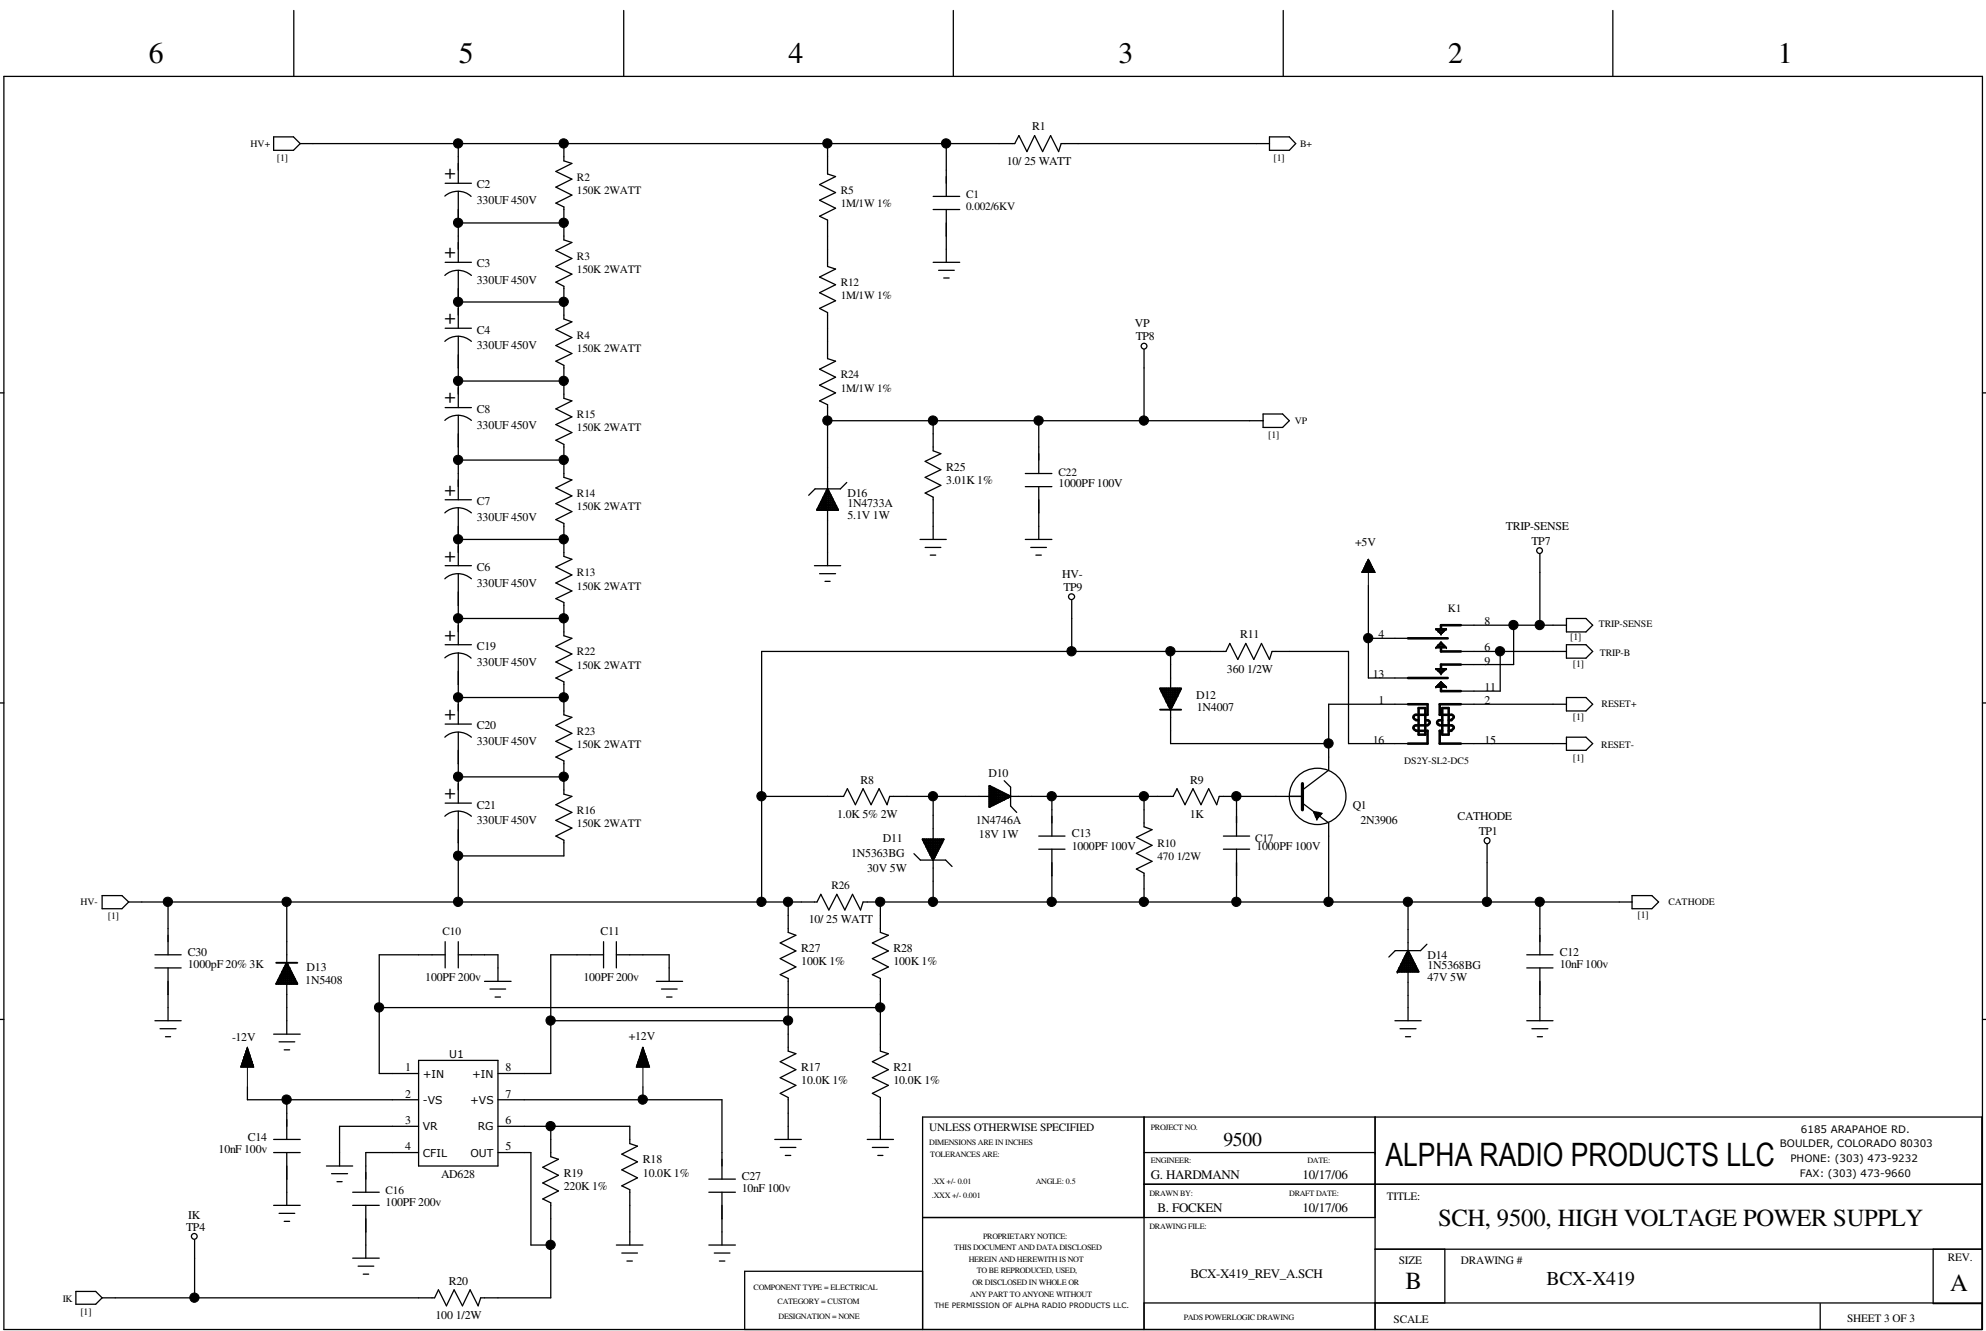 6
5
4
3
2
1
HV+
[1]
C2
330UF 450V
R2
150K 2WATT
C3
330UF 450V
R3
150K 2WATT
C4
330UF 450V
R4
150K 2WATT
C8
330UF 450V
R15
150K 2WATT
C7
330UF 450V
R14
150K 2WATT
C6
330UF 450V
R13
150K 2WATT
C19
330UF 450V
R22
150K 2WATT
C20
330UF 450V
R23
150K 2WATT
C21
330UF 450V
R16
150K 2WATT
R5
1M/1W 1%
R12
1M/1W 1%
R24
1M/1W 1%
C1
0.002/6KV
R1
10/ 25 WATT
B+
[1]
VP
TP8
VP
[1]
D16
1N4733A
5.1V 1W
R25
3.01K 1%
C22
1000PF 100V
HV-
TP9
R11
360 1/2W
D12
1N4007
+5V
TRIP-SENSE
TP7
K1
4
8
6
13
9
11
1
2
16
15
DS2Y-SL2-DC5
TRIP-SENSE
[1]
TRIP-B
[1]
RESET+
[1]
RESET-
[1]
R8
1.0K 5% 2W
D11
1N5363BG
30V 5W
D10
1N4746A
18V 1W
C13
1000PF 100V
R10
470 1/2W
R9
1K
C17
1000PF 100V
Q1
2N3906
CATHODE
TP1
CATHODE
[1]
HV-
[1]
R26
10/ 25 WATT
C30
1000pF 20% 3K
D13
1N5408
C10
100PF 200v
C11
100PF 200v
R27
100K 1%
R28
100K 1%
D14
1N5368BG
47V 5W
C12
10nF 100v
-12V
+12V
U1
1 +IN +IN 8
2 -VS +VS 7
3 VR RG 6
4 CFIL OUT 5
AD628
R17
10.0K 1%
R21
10.0K 1%
C14
10nF 100v
C16
100PF 200v
R19
220K 1%
R18
10.0K 1%
C27
10nF 100v
IK
TP4
IK
[1]
R20
100 1/2W
COMPONENT TYPE = ELECTRICAL
CATEGORY = CUSTOM
DESIGNATION = NONE
UNLESS OTHERWISE SPECIFIED
DIMENSIONS ARE IN INCHES
TOLERANCES ARE:
.XX +/- 0.01 ANGLE: 0.5
.XXX +/- 0.001
PROPRIETARY NOTICE:
THIS DOCUMENT AND DATA DISCLOSED
HEREIN AND HEREWITH IS NOT
TO BE REPRODUCED, USED,
OR DISCLOSED IN WHOLE OR
ANY PART TO ANYONE WITHOUT
THE PERMISSION OF ALPHA RADIO PRODUCTS LLC.
PROJECT NO.
9500
ENGINEER: DATE:
G. HARDMANN 10/17/06
DRAWN BY: DRAFT DATE:
B. FOCKEN 10/17/06
DRAWING FILE:
BCX-X419_REV_A.SCH
PADS POWERLOGIC DRAWING
ALPHA RADIO PRODUCTS LLC
6185 ARAPAHOE RD.
BOULDER, COLORADO 80303
PHONE: (303) 473-9232
FAX: (303) 473-9660
TITLE:
SCH, 9500, HIGH VOLTAGE POWER SUPPLY
SIZE
B
DRAWING #
BCX-X419
REV.
A
SCALE
SHEET 3 OF 3